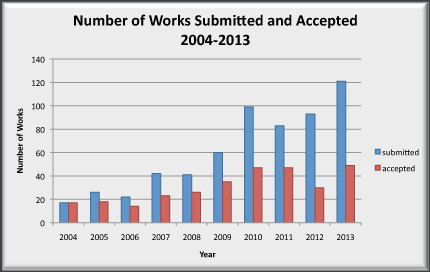 Number of Works Submitted and Accepted
2004-2013
140
120
100
80
60
40
20
0
Number of Works
2004 2005 2006 2007 2008 2009 2010 2011 2012 2013
Year
submitted
accepted